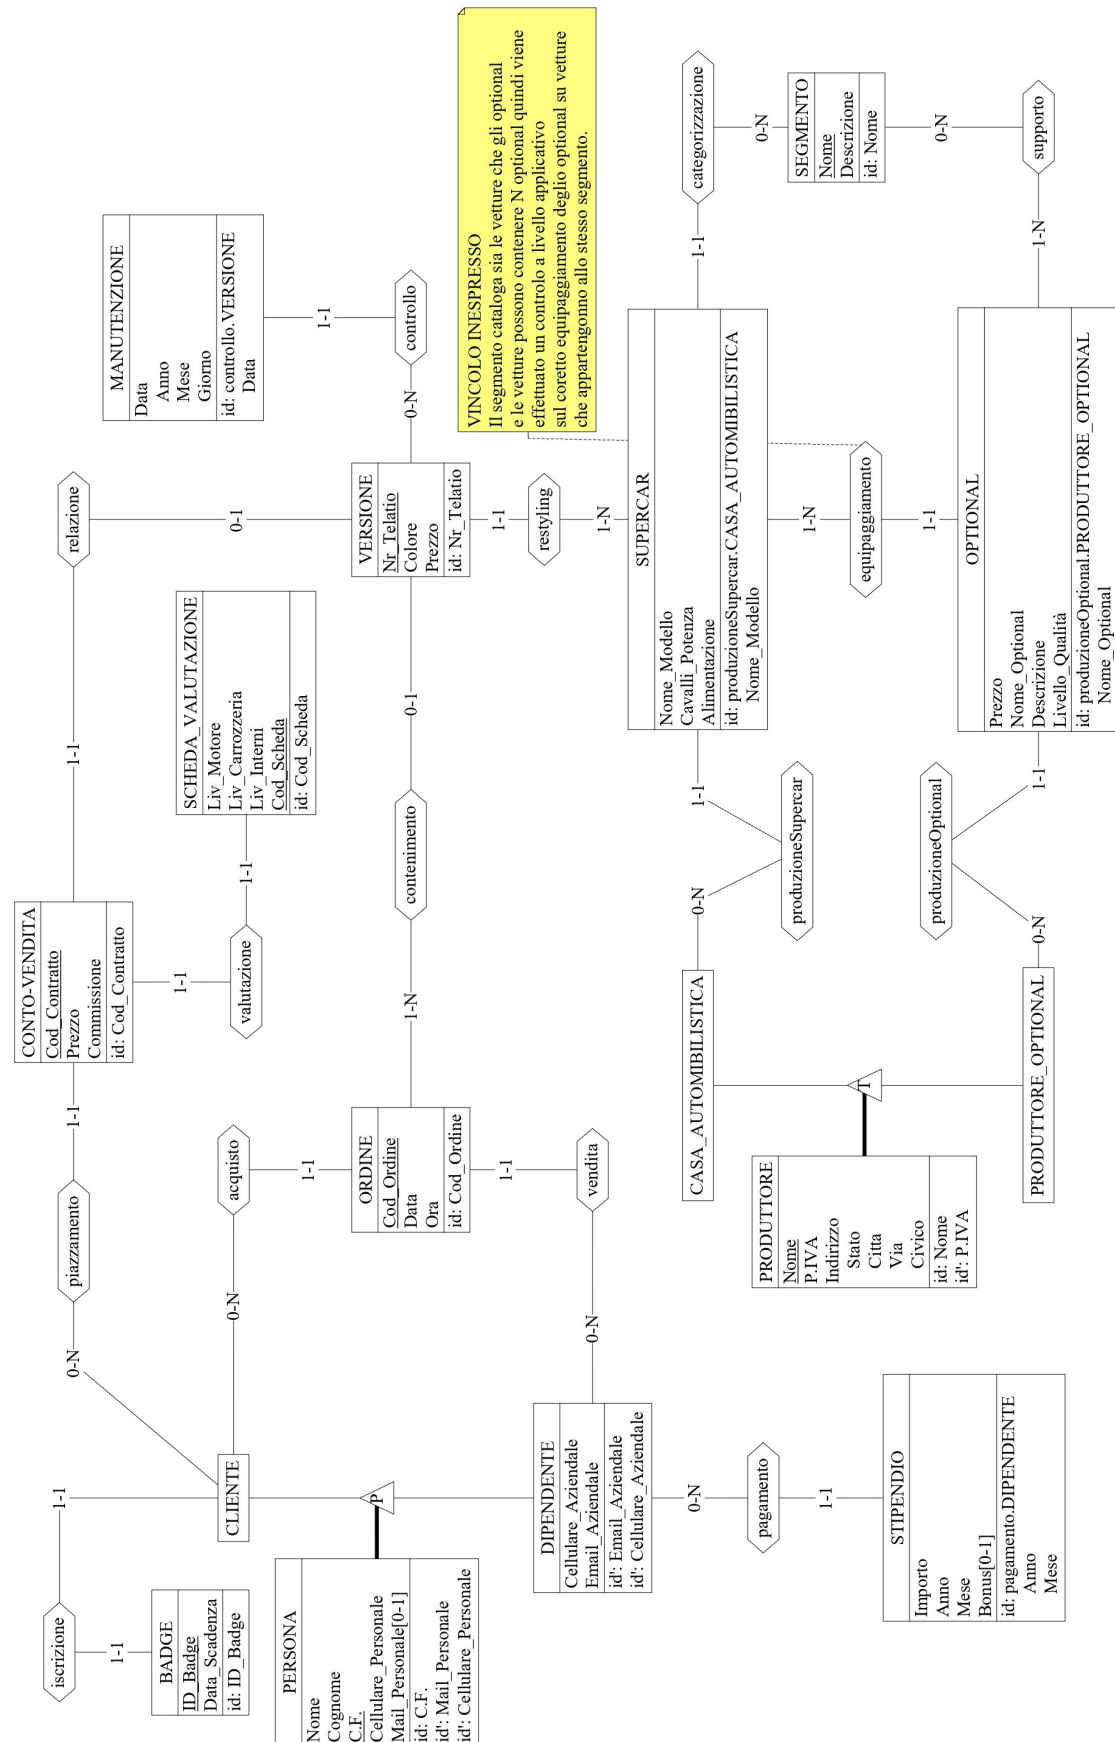 iscrizione
1-1
1-1
BADGE
ID_Badge
Data_Scadenza
id: ID_Badge
PERSONA
Nome
Cognome
C.F.
Cellulare_Personale
Mail_Personale[0-1]
id: C.F.
id': Mail_Personale
id': Cellulare_Personale
P
CLIENTE
0-N
piazzamento
1-1
CONTO-VENDITA
Cod_Contratto
Prezzo
Commissione
id: Cod_Contratto
1-1
relazione
0-1
1-1
valutazione
1-1
SCHEDA_VALUTAZIONE
Liv_Motore
Liv_Carrozzeria
Liv_Interni
Cod_Scheda
id: Cod_Scheda
MANUTENZIONE
Data
Anno
Mese
Giorno
id: controllo.VERSIONE
Data
1-1
controllo
0-N
0-N
acquisto
1-1
ORDINE
Cod_Ordine
Data
Ora
id: Cod_Ordine
1-N
contenimento
0-1
VERSIONE
Nr_Telatio
Colore
Prezzo
id: Nr_Telatio
1-1
vendita
0-N
1-1
restyling
1-N
VINCOLO INESPRESSO
Il segmento cataloga sia le vetture che gli optional
e le vetture possono contenere N optional quindi viene
effettuato un controlo a livello applicativo
sul coretto equipaggiamento deglio optional su vetture
che appartengonno allo stesso segmento.
DIPENDENTE
Cellulare_Aziendale
Email_Aziendale
id': Email_Aziendale
id': Cellulare_Aziendale
0-N
pagamento
1-1
STIPENDIO
Importo
Anno
Mese
Bonus[0-1]
id: pagamento.DIPENDENTE
Anno
Mese
PRODUTTORE
Nome
P.IVA
Indirizzo
Stato
Citta
Via
Civico
id: Nome
id': P.IVA
T
CASA_AUTOMIBILISTICA
0-N
produzioneSupercar
1-1
SUPERCAR
Nome_Modello
Cavalli_Potenza
Alimentazione
id: produzioneSupercar.CASA_AUTOMIBILISTICA
Nome_Modello
1-1
categorizzazione
0-N
SEGMENTO
Nome
Descrizione
id: Nome
0-N
supporto
1-N
1-N
equipaggiamento
1-1
PRODUTTORE_OPTIONAL
0-N
produzioneOptional
1-1
OPTIONAL
Prezzo
Nome_Optional
Descrizione
Livello_Qualità
id: produzioneOptional.PRODUTTORE_OPTIONAL
Nome_Optional